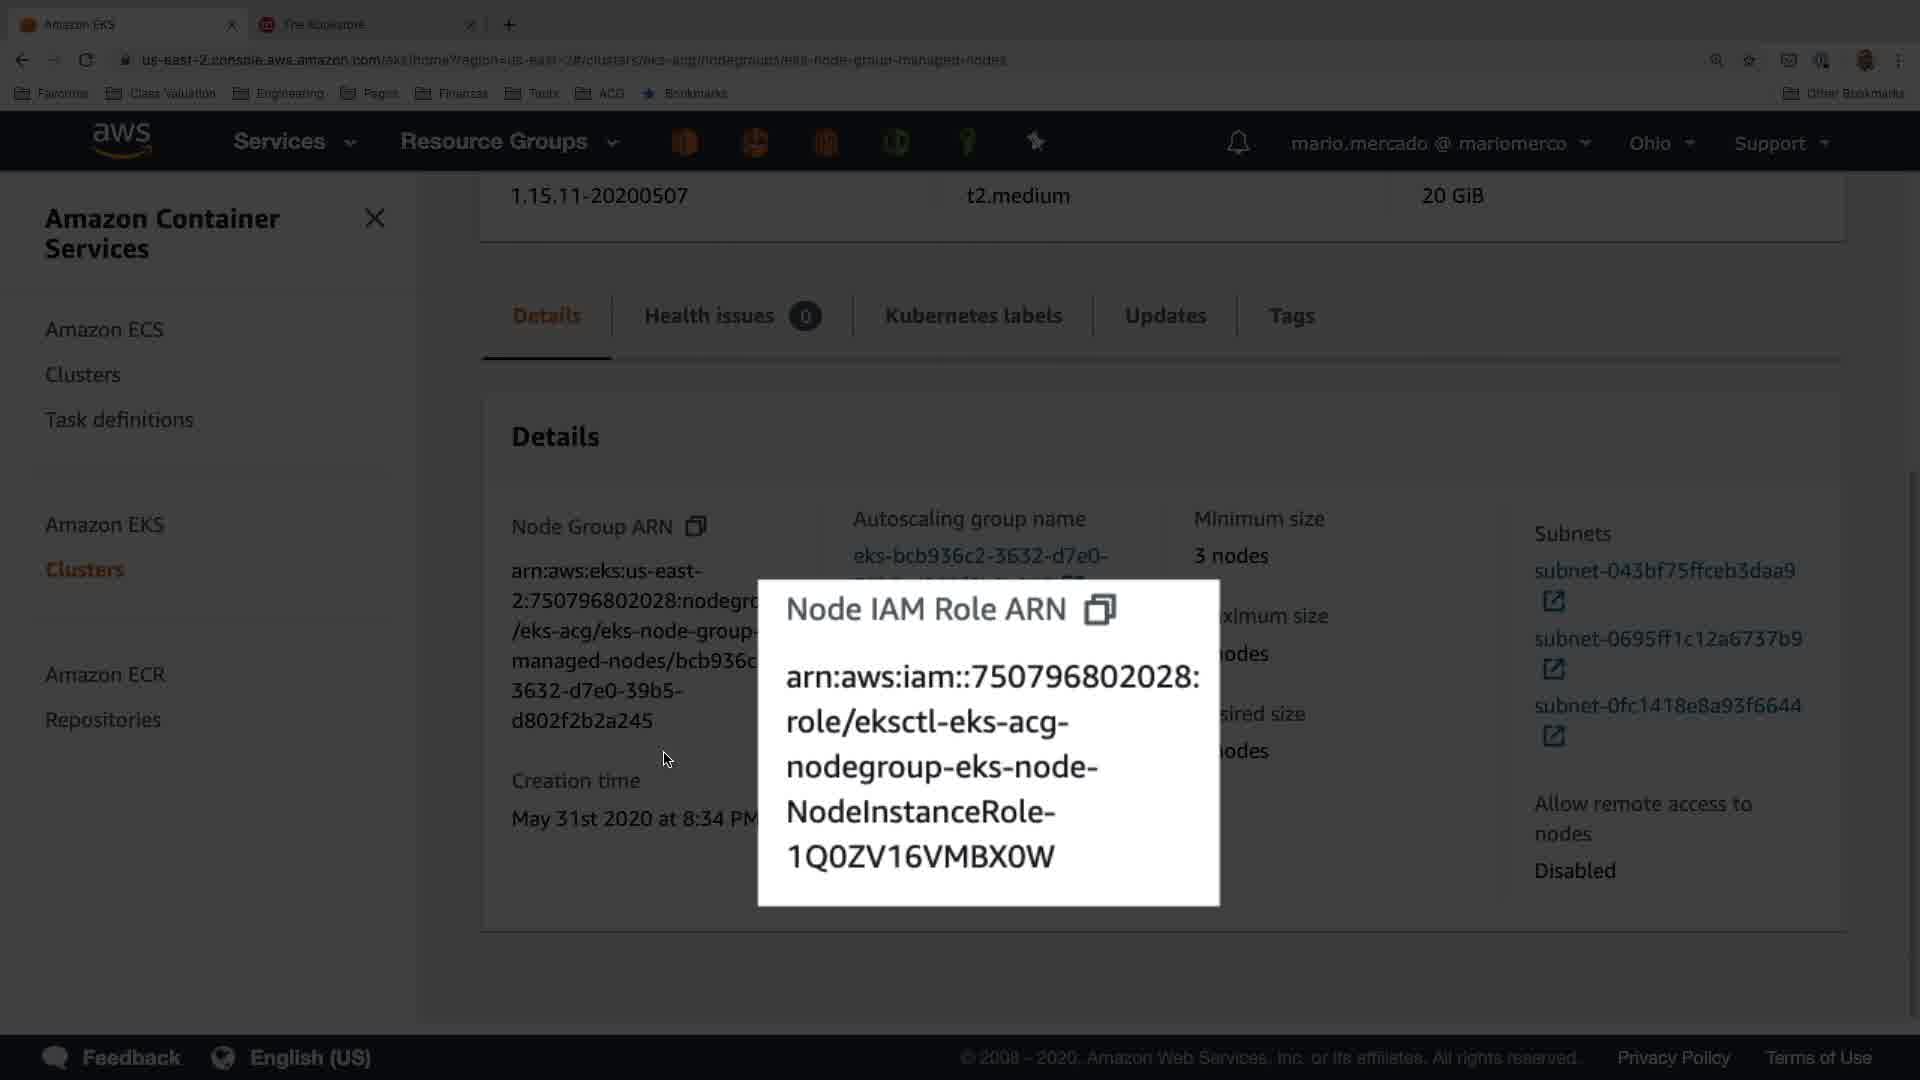 Amazon EKS
The Bookstore
us-east-2.console.aws.amazon.com/eks/home?region=us-east-2#/clusters/eks-acg/nodegroups/eks-node-group-managed-nodes
Favorites
Class Valuation
Engineering
Pages
Finanzas
Tools
ACG
Bookmarks
Other Bookmarks
aws
Services
Resource Groups
mario.mercado @ mariomerco
Ohio
Support
Amazon Container
Services
Amazon ECS
Clusters
Task definitions
Amazon EKS
Clusters
Amazon ECR
Repositories
1.15.11-20200507
t2.medium
20 GiB
Details
Health issues 0
Kubernetes labels
Updates
Tags
Details
Node Group ARN
arn:aws:eks:us-east-
2:750796802028:nodegro
/eks-acg/eks-node-group-
managed-nodes/bcb936c
3632-d7e0-39b5-
d802f2b2a245
Creation time
May 31st 2020 at 8:34 PM
Autoscaling group name
eks-bcb936c2-3632-d7e0-
Node IAM Role ARN
arn:aws:iam::750796802028:
role/eksctl-eks-acg-
nodegroup-eks-node-
NodeInstanceRole-
1Q0ZV16VMBX0W
Minimum size
3 nodes
ximum size
odes
sired size
odes
Subnets
subnet-043bf75ffceb3daa9
subnet-0695ff1c12a6737b9
subnet-0fc1418e8a93f6644
Allow remote access to
nodes
Disabled
Feedback
English (US)
© 2008 - 2020, Amazon Web Services, Inc. or its affiliates. All rights reserved.
Privacy Policy
Terms of Use